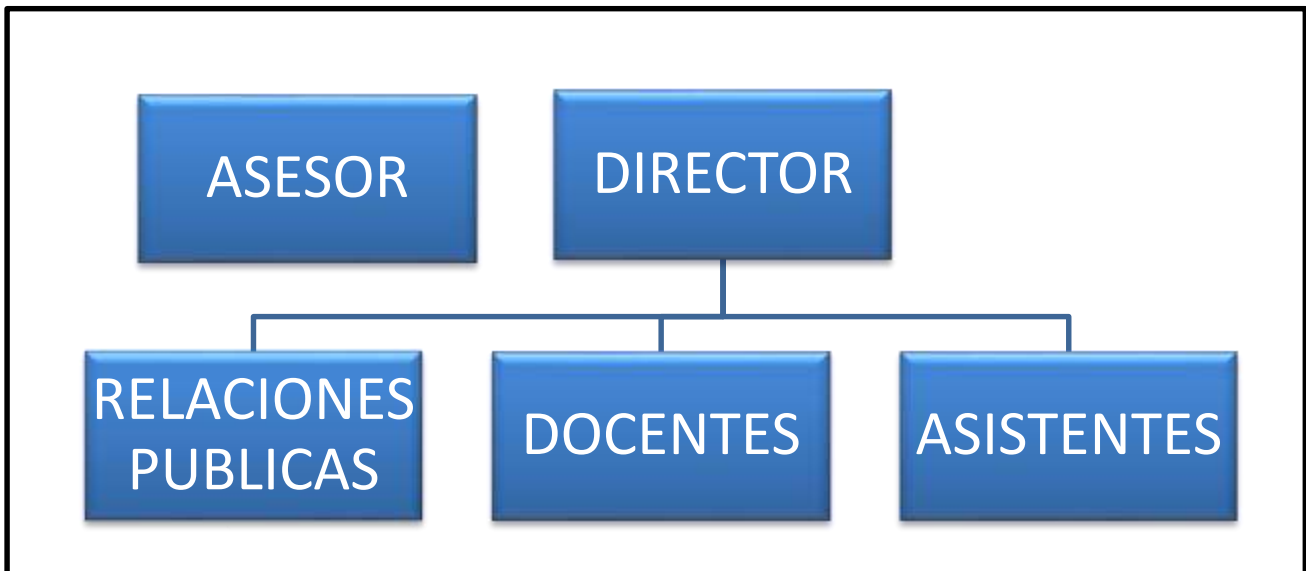 ASESOR
DIRECTOR
RELACIONES
PUBLICAS
DOCENTES
ASISTENTES